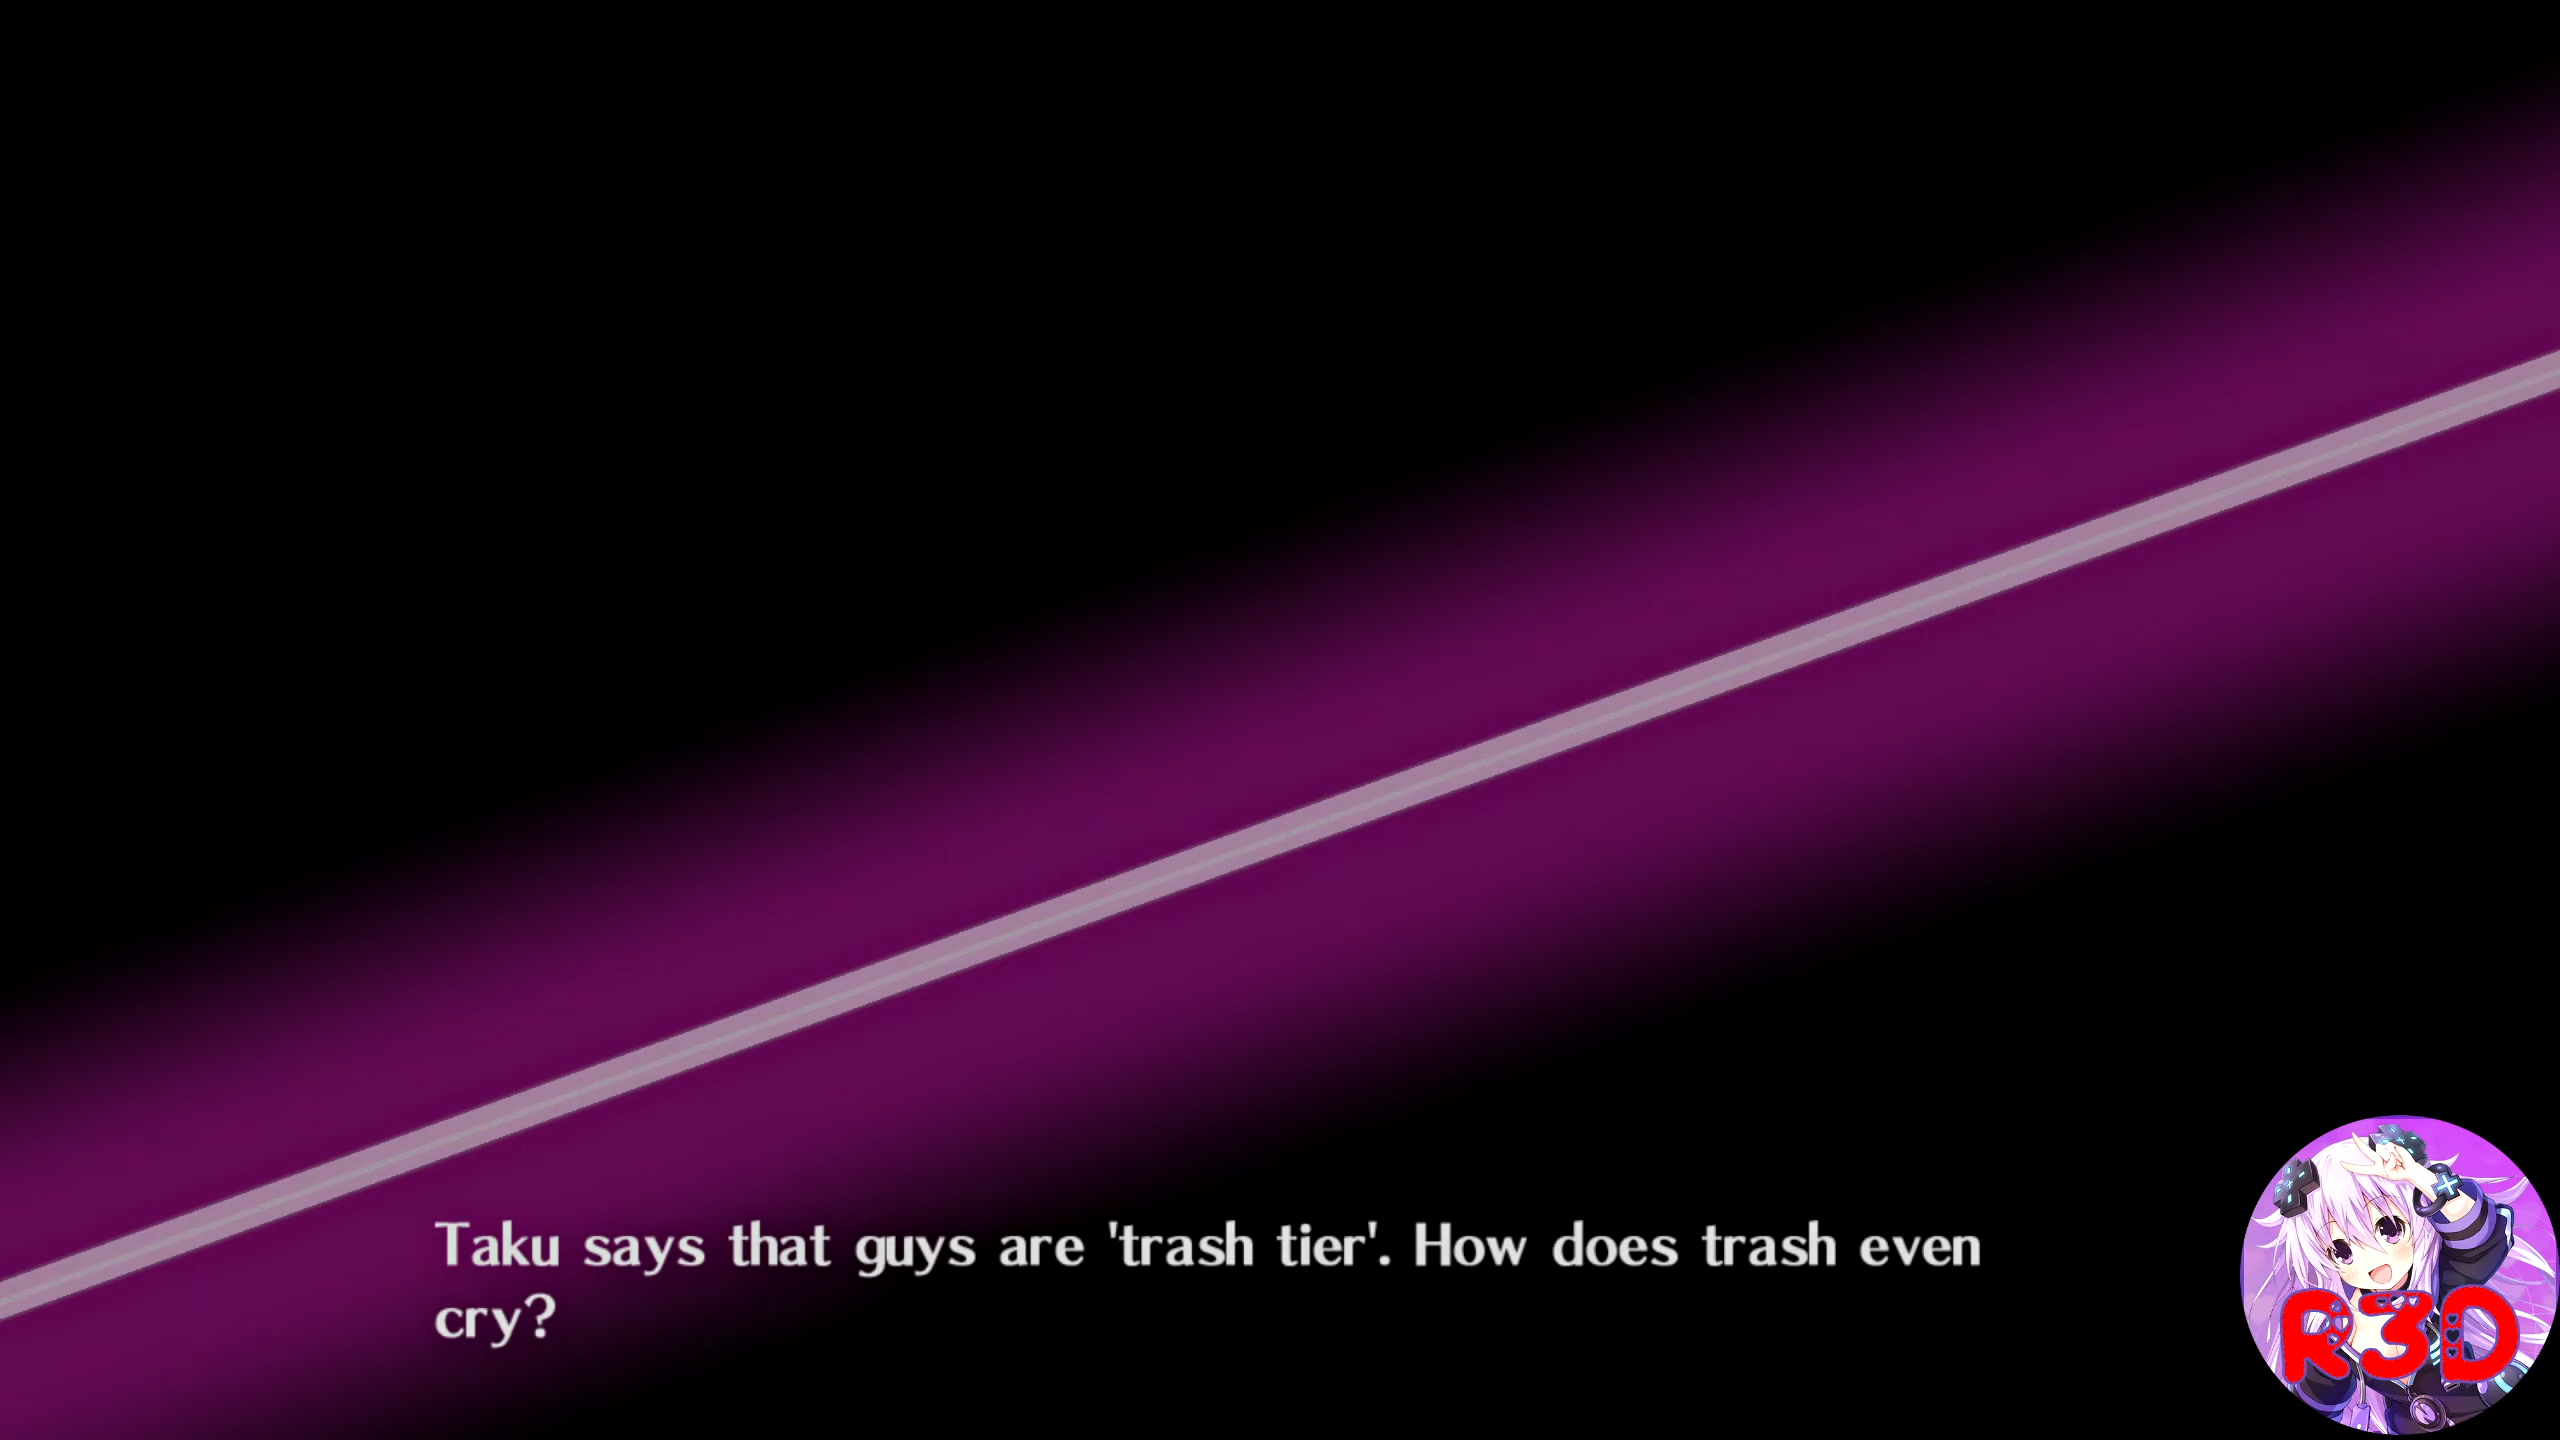 Taku says that guys are 'trash tier'. How does trash even
cry?
R3D